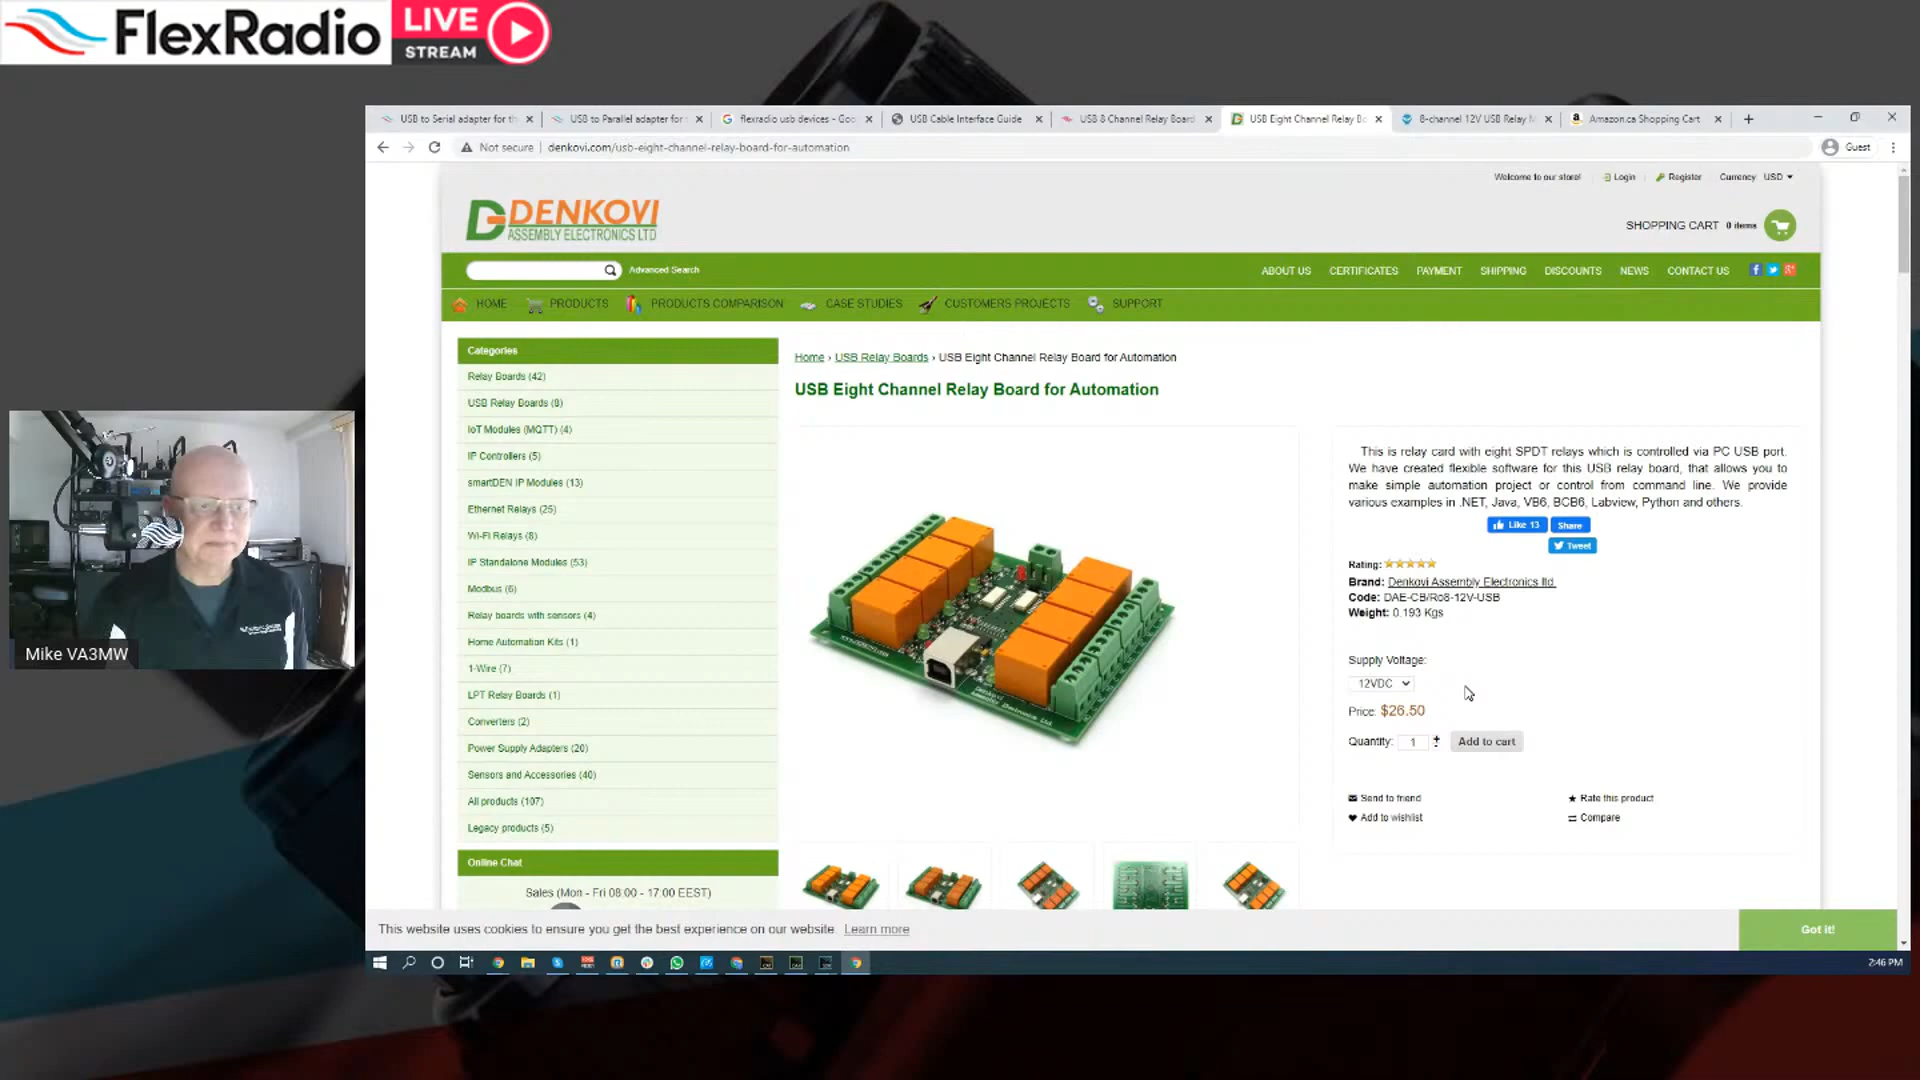 FlexRadio
LIVE
STREAM
USB to Serial adapter for th
USB to Parallel adapter for
flexradio usb devices - Goo
USB Cable Interface Guide
USB 8 Channel Relay Board
USB Eight Channel Relay Bo
8-channel 12V USB Relay M
Amazon.ca Shopping Cart
Not secure
denkovi.com/usb-eight-channel-relay-board-for-automation
Guest
Welcome to our store!
Login
Register
Currency USD
DENKOVI
ASSEMBLY ELECTRONICS LTD
SHOPPING CART 0 items
Advanced Search
ABOUT US
CERTIFICATES
PAYMENT
SHIPPING
DISCOUNTS
NEWS
CONTACT US
HOME
PRODUCTS
PRODUCTS COMPARISON
CASE STUDIES
CUSTOMERS PROJECTS
SUPPORT
Categories
Relay Boards (42)
USB Relay Boards (8)
IoT Modules (MQTT) (4)
IP Controllers (5)
smartDEN IP Modules (13)
Ethernet Relays (25)
Wi-Fi Relays (8)
IP Standalone Modules (53)
Modbus (6)
Relay boards with sensors (4)
Home Automation Kits (1)
1-Wire (7)
LPT Relay Boards (1)
Converters (2)
Power Supply Adapters (20)
Sensors and Accessories (40)
All products (107)
Legacy products (5)
Online Chat
Sales (Mon - Fri 08:00 - 17:00 EEST)
Home › USB Relay Boards › USB Eight Channel Relay Board for Automation
USB Eight Channel Relay Board for Automation
Denkovi
Assembly Electronics Ltd
This is relay card with eight SPDT relays which is controlled via PC USB port.
We have created flexible software for this USB relay board, that allows you to
make simple automation project or control from command line. We provide
various examples in .NET, Java, VB6, BCB6, Labview, Python and others.
Like 13
Share
Tweet
Rating:
Brand: Denkovi Assembly Electronics ltd.
Code: DAE-CB/Ro8-12V-USB
Weight: 0.193 Kgs
Supply Voltage:
12VDC
Price: $26.50
Quantity: 1
Add to cart
Send to friend
Rate this product
Add to wishlist
Compare
Mike VA3MW
This website uses cookies to ensure you get the best experience on our website. Learn more
Got it!
2:46 PM